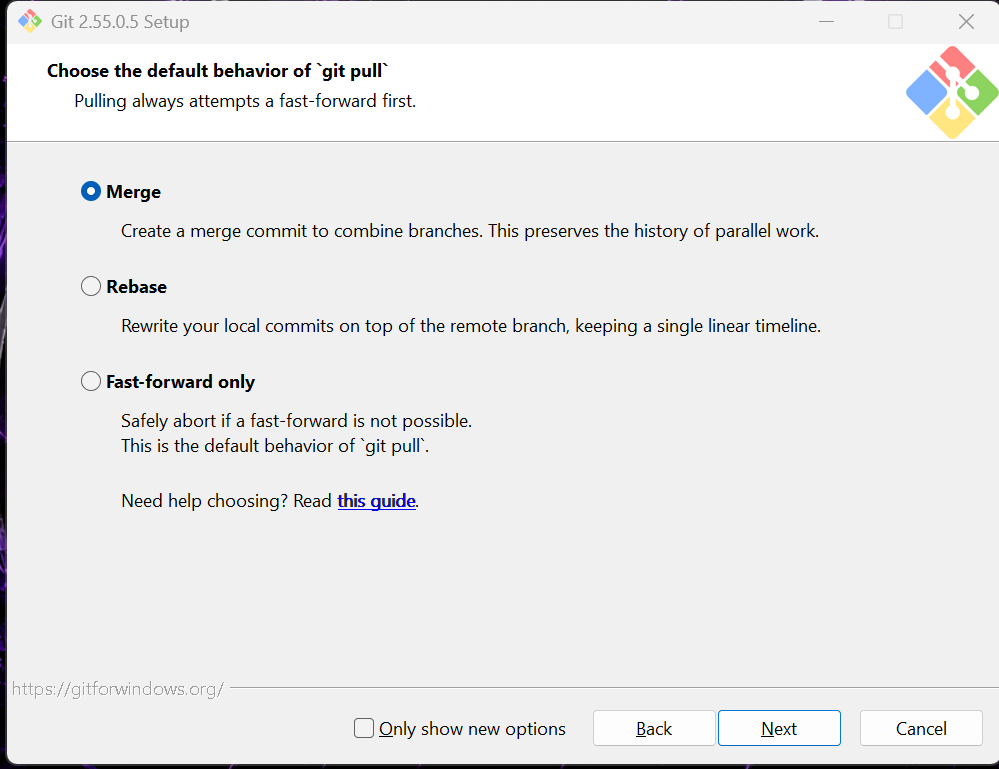 Git 2.55.0.5 Setup
Choose the default behavior of `git pull`
Pulling always attempts a fast-forward first.
Merge
Create a merge commit to combine branches. This preserves the history of parallel work.
Rebase
Rewrite your local commits on top of the remote branch, keeping a single linear timeline.
Fast-forward only
Safely abort if a fast-forward is not possible.
This is the default behavior of `git pull`.
Need help choosing? Read this guide.
https://gitforwindows.org/
Only show new options
Back
Next
Cancel